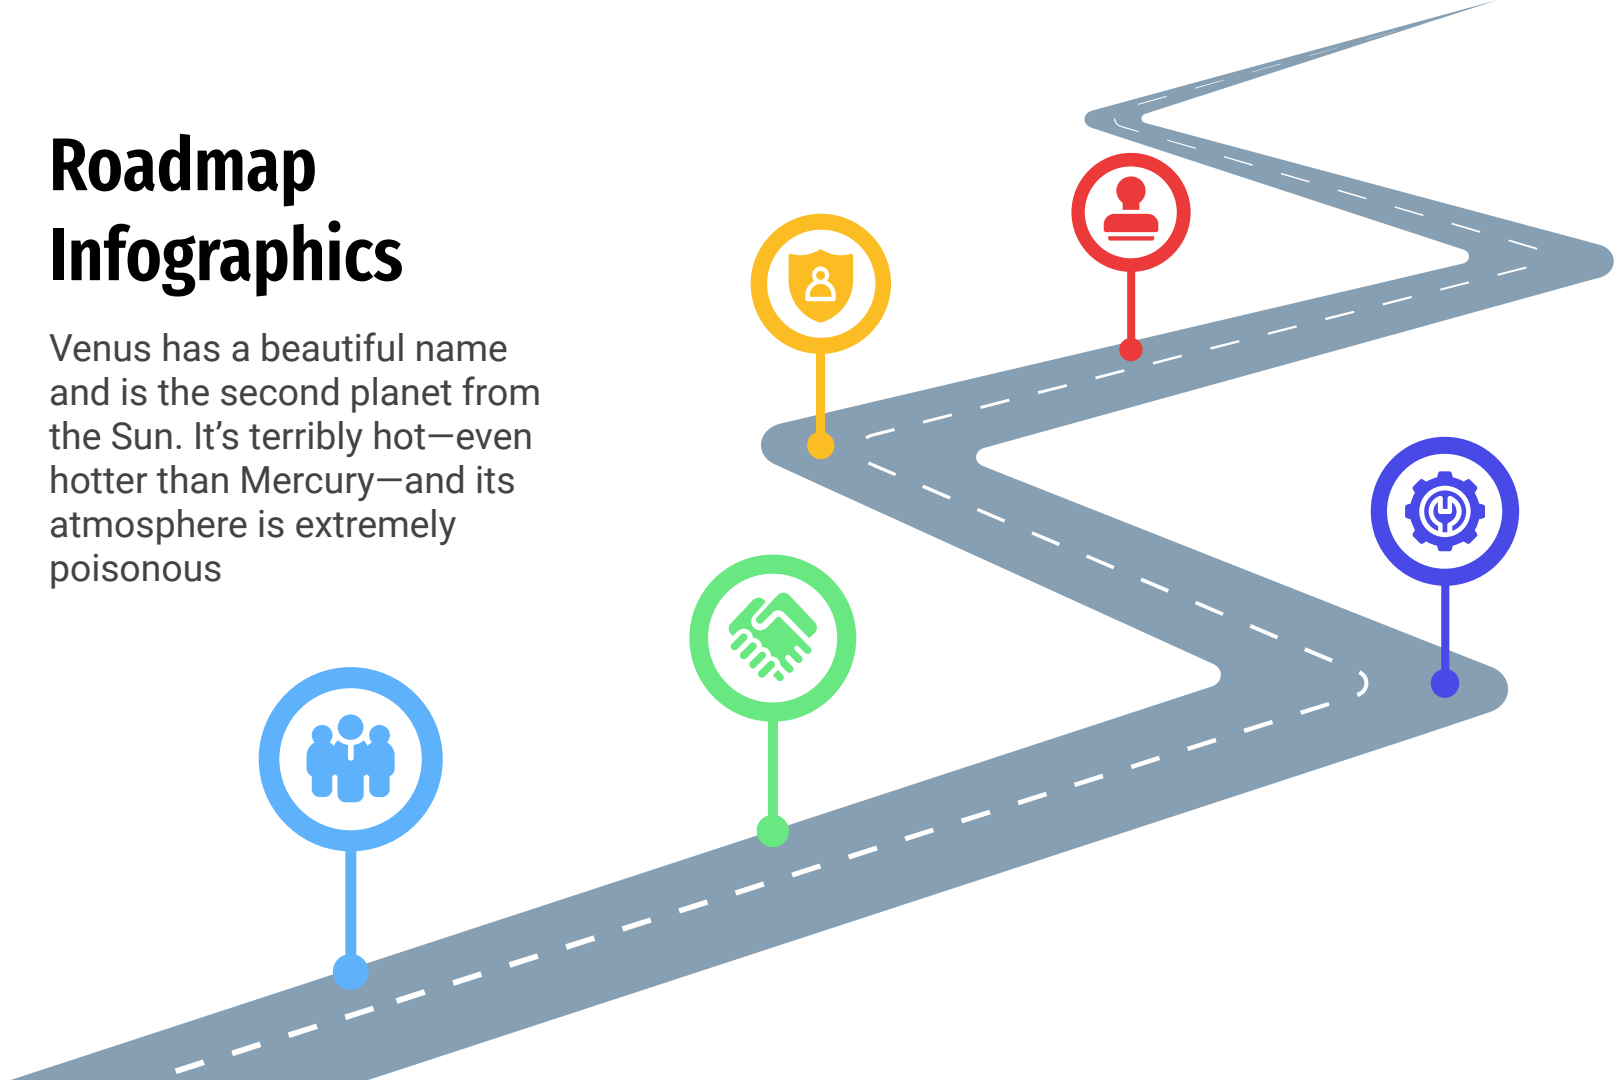 Roadmap
Infographics
Venus has a beautiful name
and is the second planet from
the Sun. It’s terribly hot—even
hotter than Mercury—and its
atmosphere is extremely
poisonous